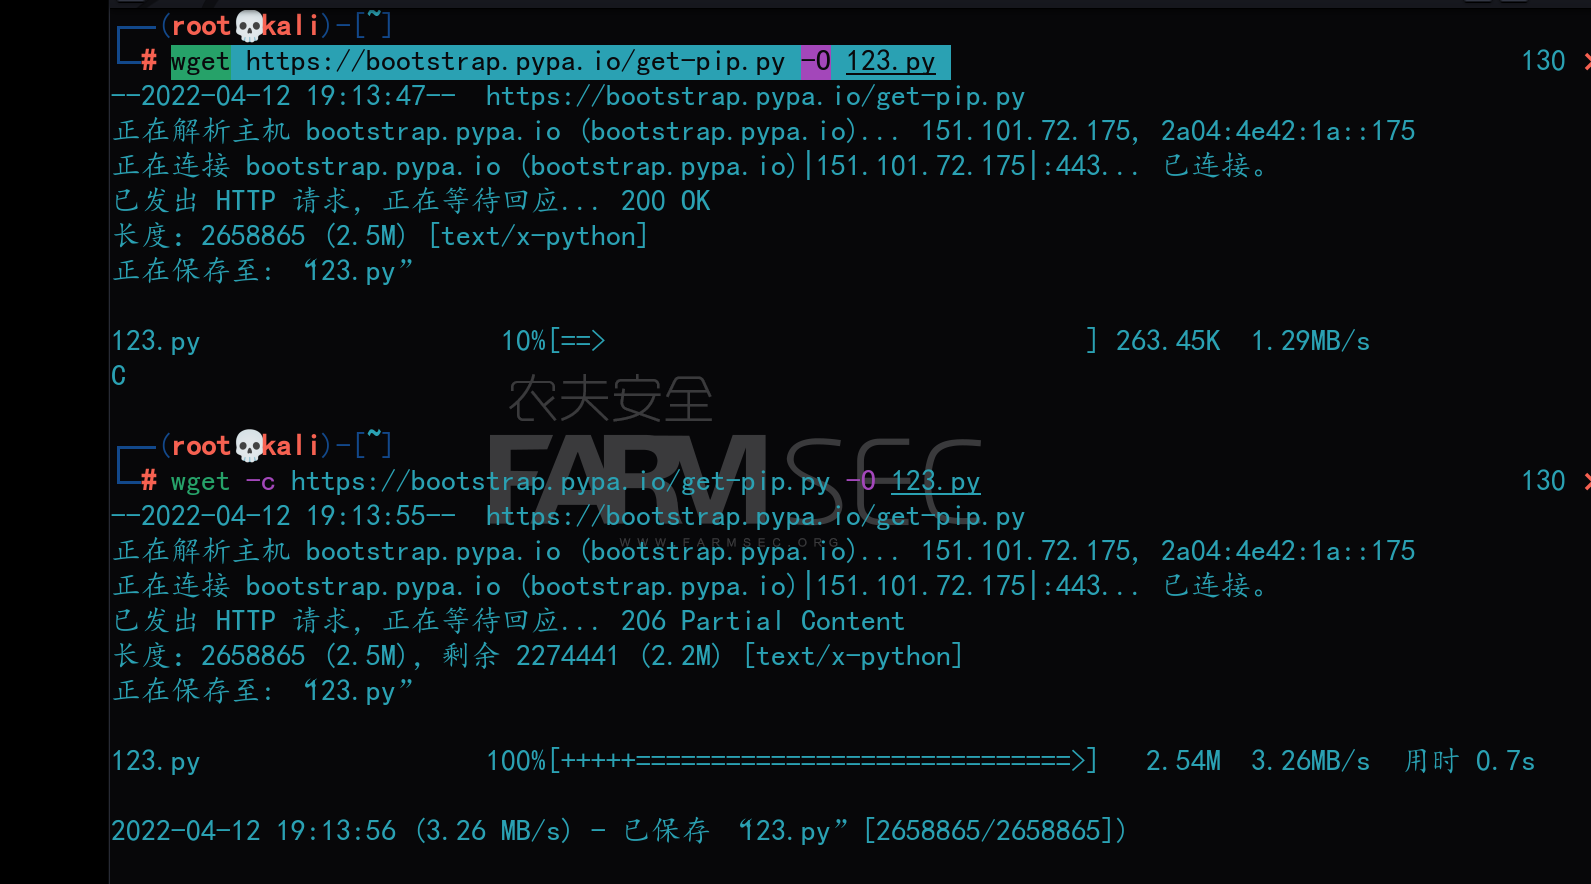 (root💀kali)-[~]
# wget https://bootstrap.pypa.io/get-pip.py -O 123.py 130
--2022-04-12 19:13:47-- https://bootstrap.pypa.io/get-pip.py
正在解析主机 bootstrap.pypa.io (bootstrap.pypa.io)... 151.101.72.175, 2a04:4e42:1a::175
正在连接 bootstrap.pypa.io (bootstrap.pypa.io)|151.101.72.175|:443... 已连接。
已发出 HTTP 请求，正在等待回应... 200 OK
长度：2658865 (2.5M) [text/x-python]
正在保存至: “123.py”
123.py 10%[==> ] 263.45K 1.29MB/s
C
农夫安全
FARMSEC
WWW.FARMSEC.ORG
(root💀kali)-[~]
# wget -c https://bootstrap.pypa.io/get-pip.py -O 123.py 130
--2022-04-12 19:13:55-- https://bootstrap.pypa.io/get-pip.py
正在解析主机 bootstrap.pypa.io (bootstrap.pypa.io)... 151.101.72.175, 2a04:4e42:1a::175
正在连接 bootstrap.pypa.io (bootstrap.pypa.io)|151.101.72.175|:443... 已连接。
已发出 HTTP 请求，正在等待回应... 206 Partial Content
长度：2658865 (2.5M)，剩余 2274441 (2.2M) [text/x-python]
正在保存至: “123.py”
123.py 100%[+++++=============================>] 2.54M 3.26MB/s 用时 0.7s
2022-04-12 19:13:56 (3.26 MB/s) - 已保存 “123.py” [2658865/2658865])